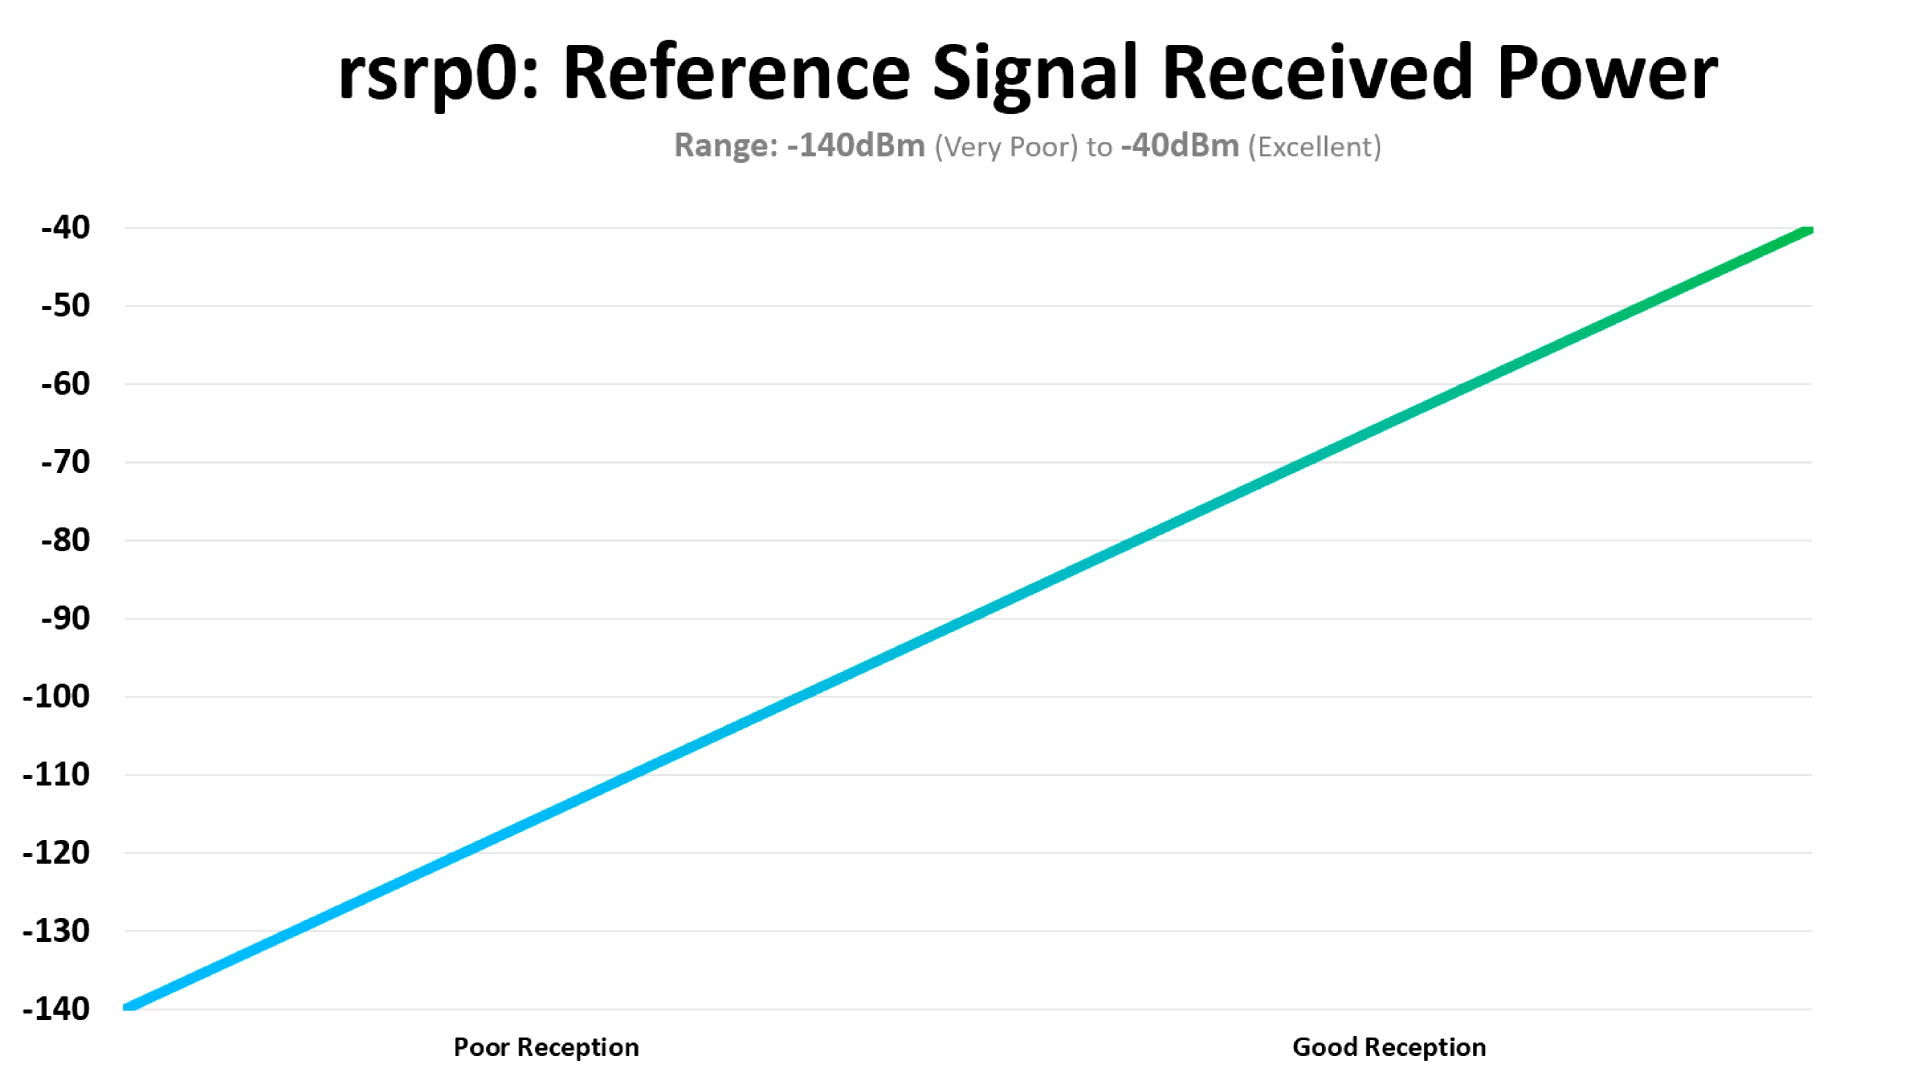 rsrp0: Reference Signal Received Power
Range: -140dBm (Very Poor) to -40dBm (Excellent)
-40
-50
-60
-70
-80
-90
-100
-110
-120
-130
-140
Poor Reception
Good Reception